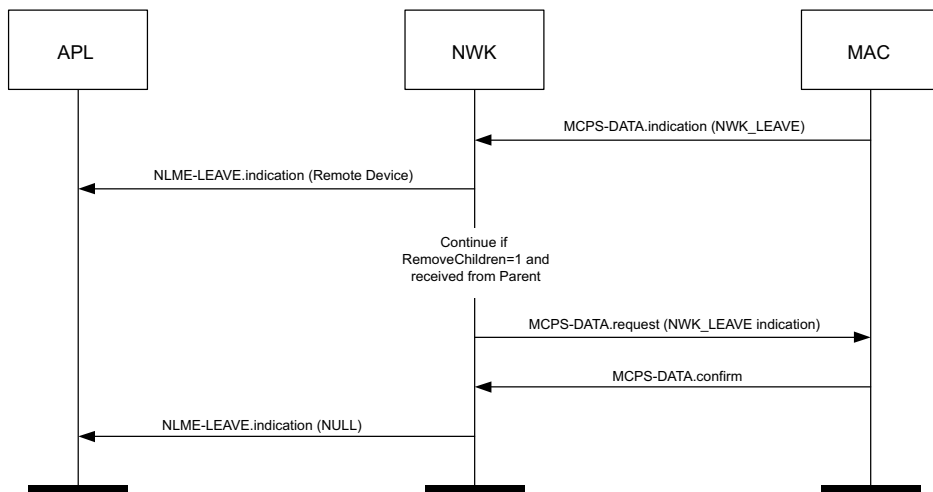 APL
NWK
MAC
MCPS-DATA.indication (NWK_LEAVE)
NLME-LEAVE.indication (Remote Device)
Continue if
RemoveChildren=1 and
received from Parent
MCPS-DATA.request (NWK_LEAVE indication)
MCPS-DATA.confirm
NLME-LEAVE.indication (NULL)